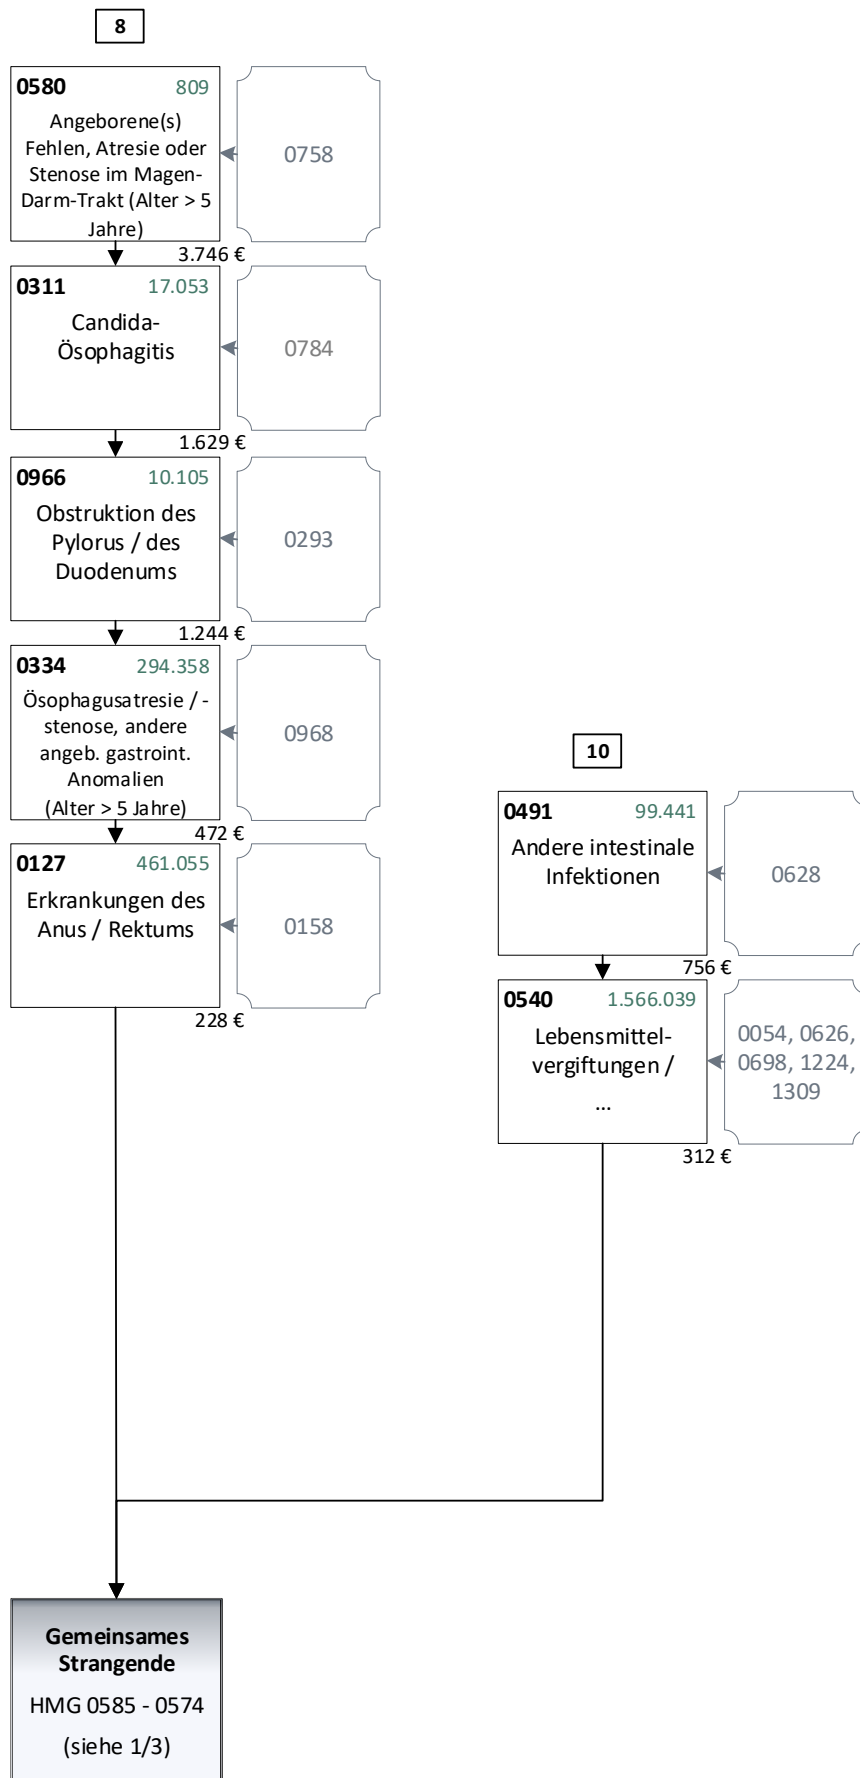 8
0580 809
Angeborene(s)
Fehlen, Atresie oder
Stenose im Magen-
Darm-Trakt (Alter > 5
Jahre)
0758
3.746 €
0311 17.053
Candida-
Ösophagitis
0784
1.629 €
0966 10.105
Obstruktion des
Pylorus / des
Duodenums
0293
1.244 €
0334 294.358
Ösophagusatresie / -
stenose, andere
angeb. gastroint.
Anomalien
(Alter > 5 Jahre)
0968
472 €
0127 461.055
Erkrankungen des
Anus / Rektums
0158
228 €
10
0491 99.441
Andere intestinale
Infektionen
0628
756 €
0540 1.566.039
Lebensmittel-
vergiftungen /
...
0054, 0626,
0698, 1224,
1309
312 €
Gemeinsames
Strangende
HMG 0585 - 0574
(siehe 1/3)